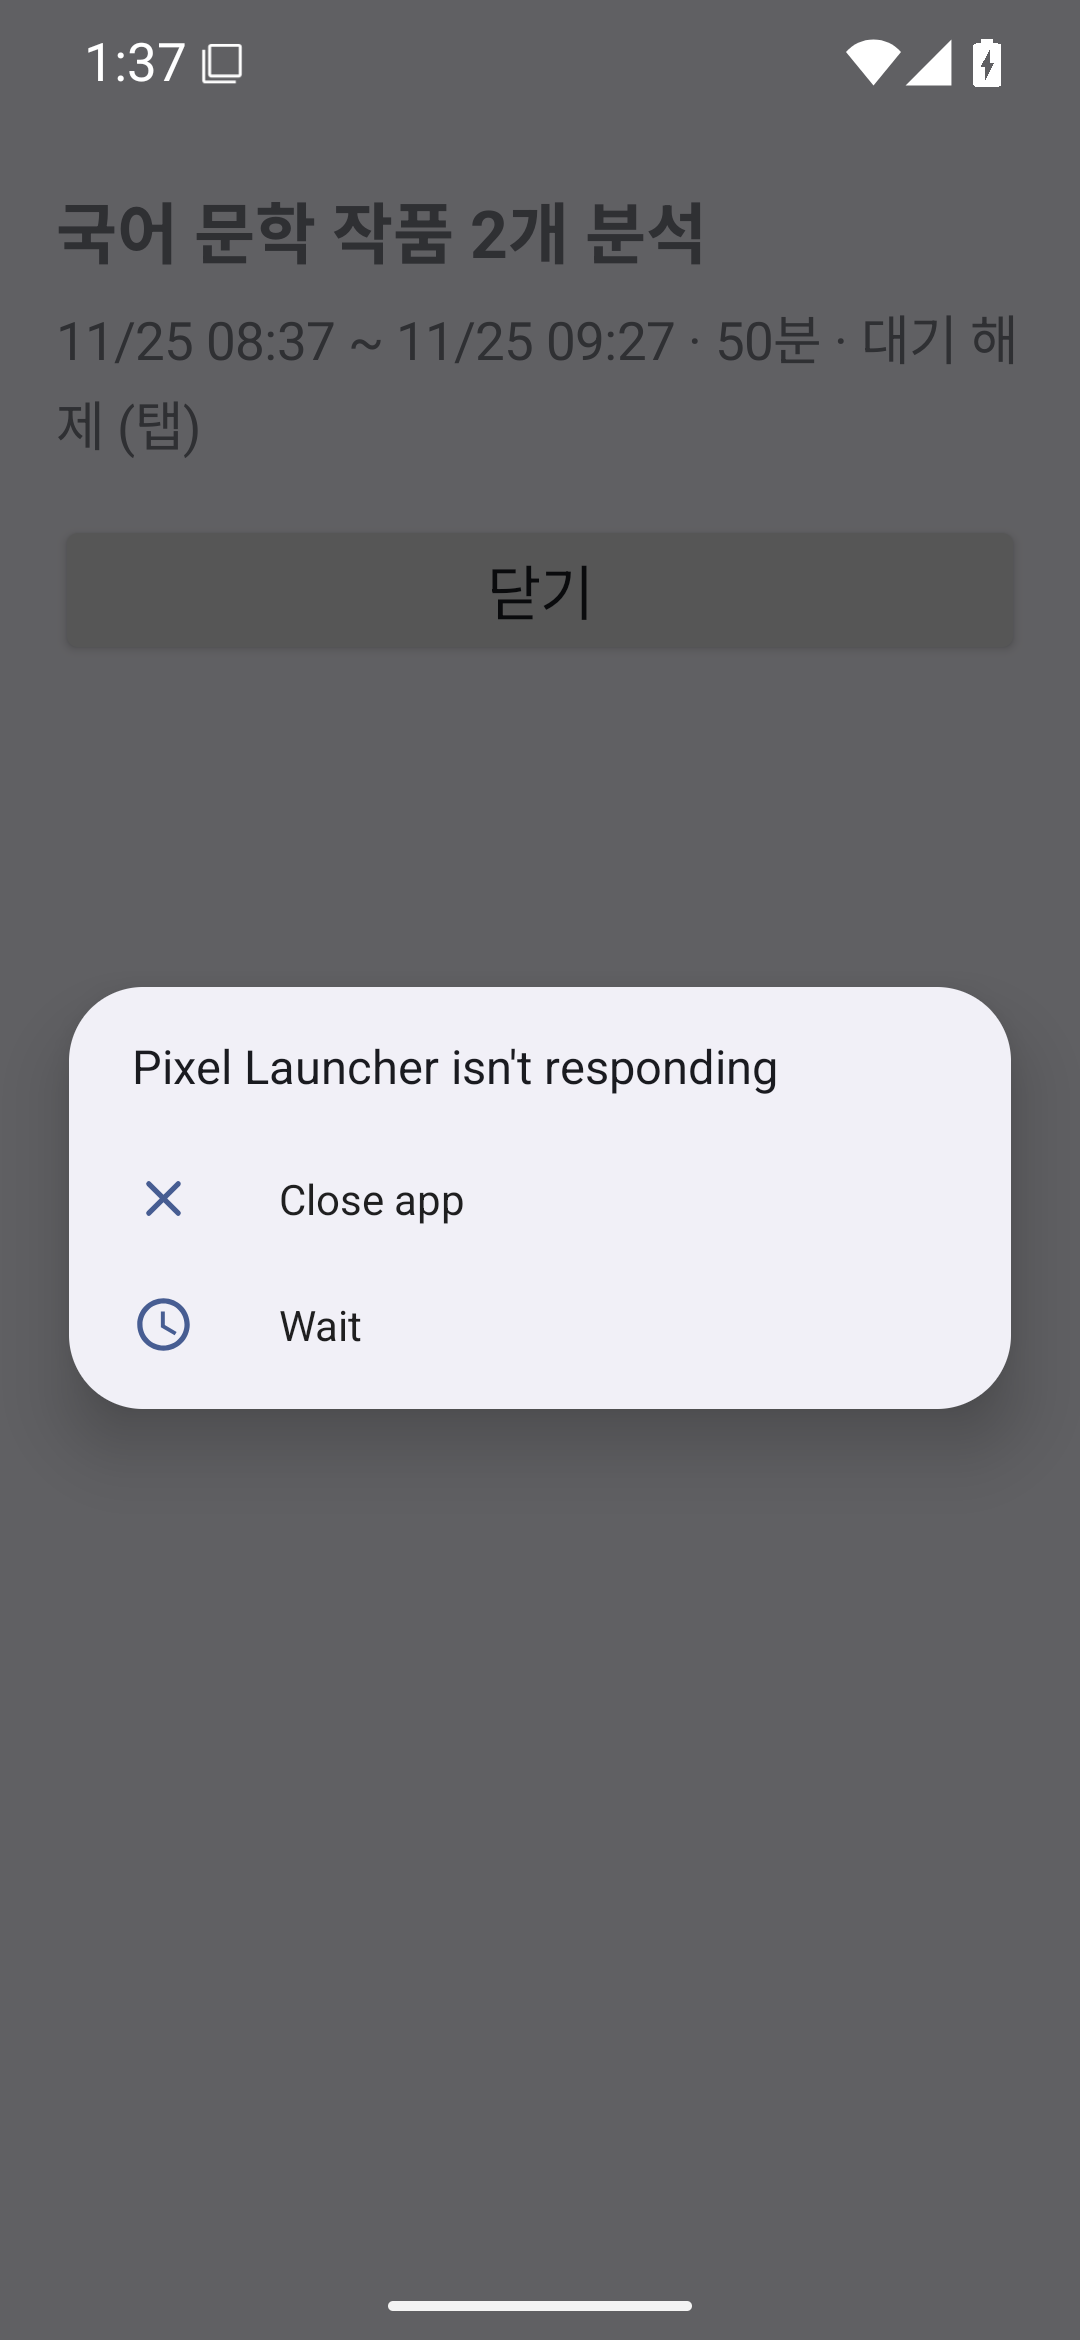 1:37
국어 문학 작품 2개 분석
11/25 08:37 ~ 11/25 09:27 · 50분 · 대기 해
제 (탭)
닫기
Pixel Launcher isn't responding
Close app
Wait